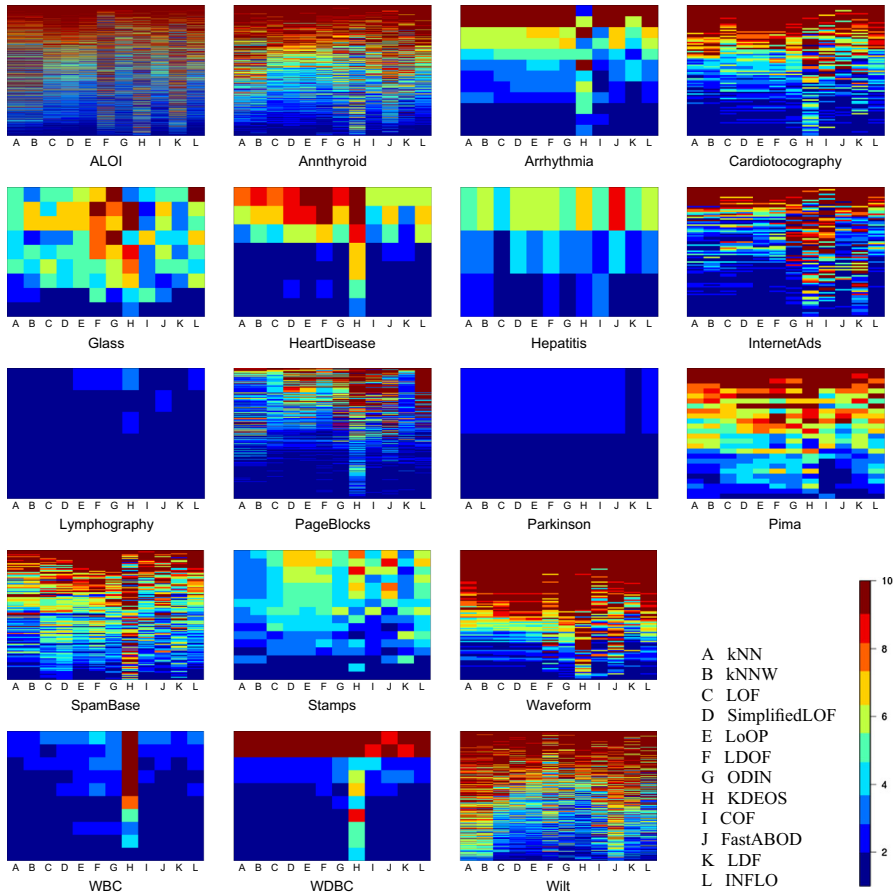 A B C D E F G H I J K L
A B C D E F G H I J K L
A B C D E F G H I J K L
A B C D E F G H I J K L
ALOI
Annthyroid
Arrhythmia
Cardiotocography
A B C D E F G H I J K L
A B C D E F G H I J K L
A B C D E F G H I J K L
A B C D E F G H I J K L
Glass
HeartDisease
Hepatitis
InternetAds
A B C D E F G H I J K L
A B C D E F G H I J K L
A B C D E F G H I J K L
A B C D E F G H I J K L
Lymphography
PageBlocks
Parkinson
Pima
A B C D E F G H I J K L
A B C D E F G H I J K L
A B C D E F G H I J K L
SpamBase
Stamps
Waveform
A B C D E F G H I J K L
A B C D E F G H I J K L
A B C D E F G H I J K L
WBC
WDBC
Wilt
A kNN
B kNNW
C LOF
D SimplifiedLOF
E LoOP
F LDOF
G ODIN
H KDEOS
I COF
J FastABOD
K LDF
L INFLO
10
8
6
4
2